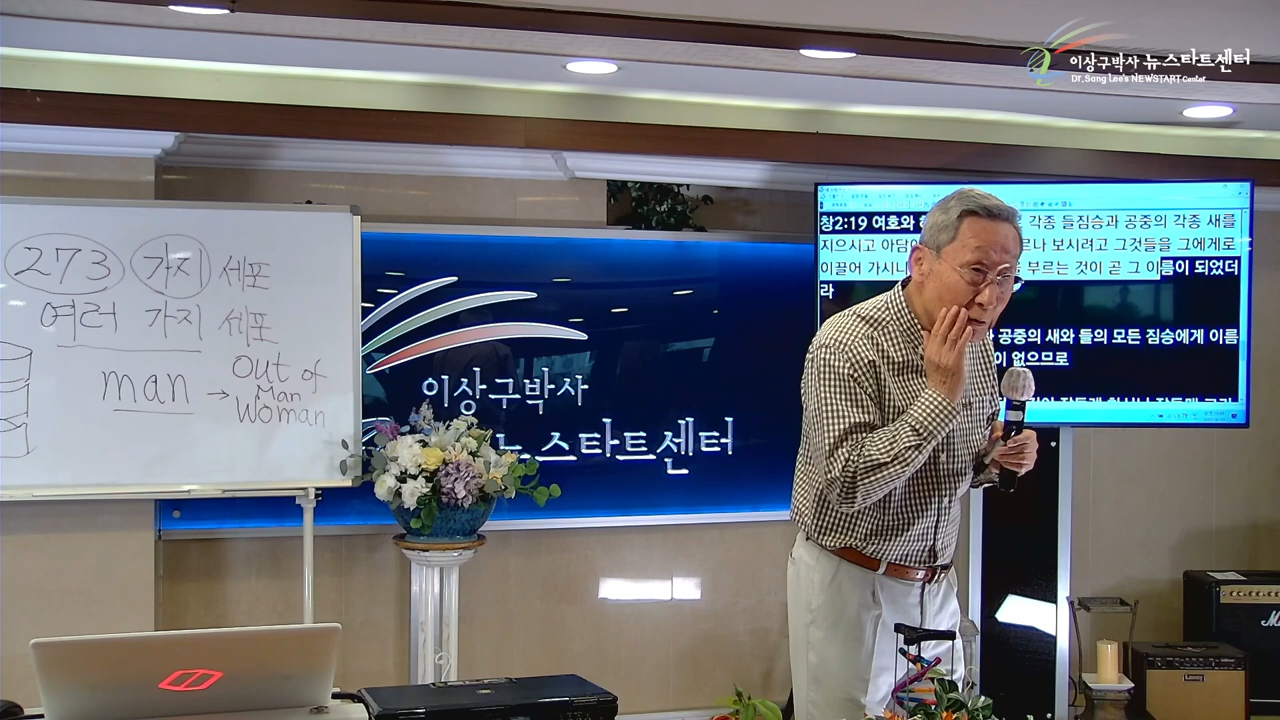 이상구박사 뉴스타트센터
Dr. Sang Lee's NEWSTART Center
273 가지 세포
여러 가지 세포
man → Out of
Man
Woman
이상구박사
뉴스타트센터
창2:19 여호와 각종 들짐승과 공중의 각종 새를
지으시고 보시려고 그것들을 그에게로
이끌어 가시니 부르는 것이 곧 그 이름이 되었더
라
공중의 새와 들의 모든 짐승에게 이름
없으므로
Laney